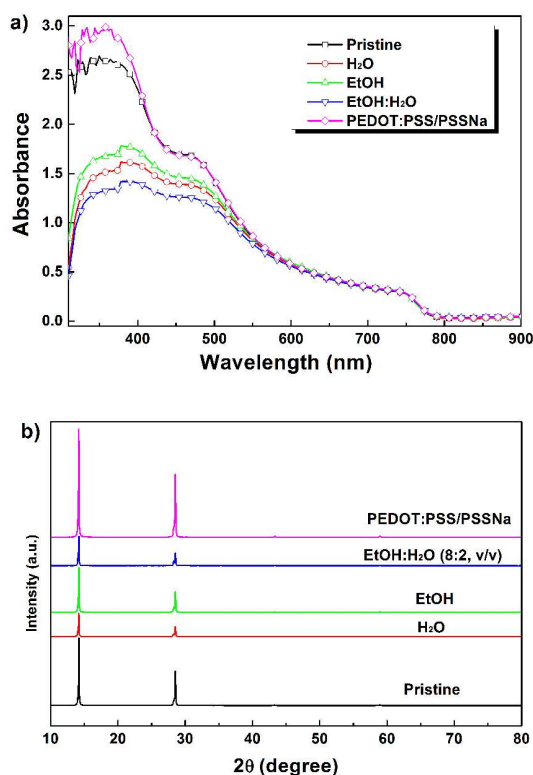 a)
3.0
2.5
2.0
1.5
1.0
0.5
0.0
Absorbance
Pristine
H₂O
EtOH
EtOH:H₂O
PEDOT:PSS/PSSNa
400 500 600 700 800 900
Wavelength (nm)
b)
Intensity (a.u.)
PEDOT:PSS/PSSNa
EtOH:H₂O (8:2, v/v)
EtOH
H₂O
Pristine
10 20 30 40 50 60 70 80
2θ (degree)